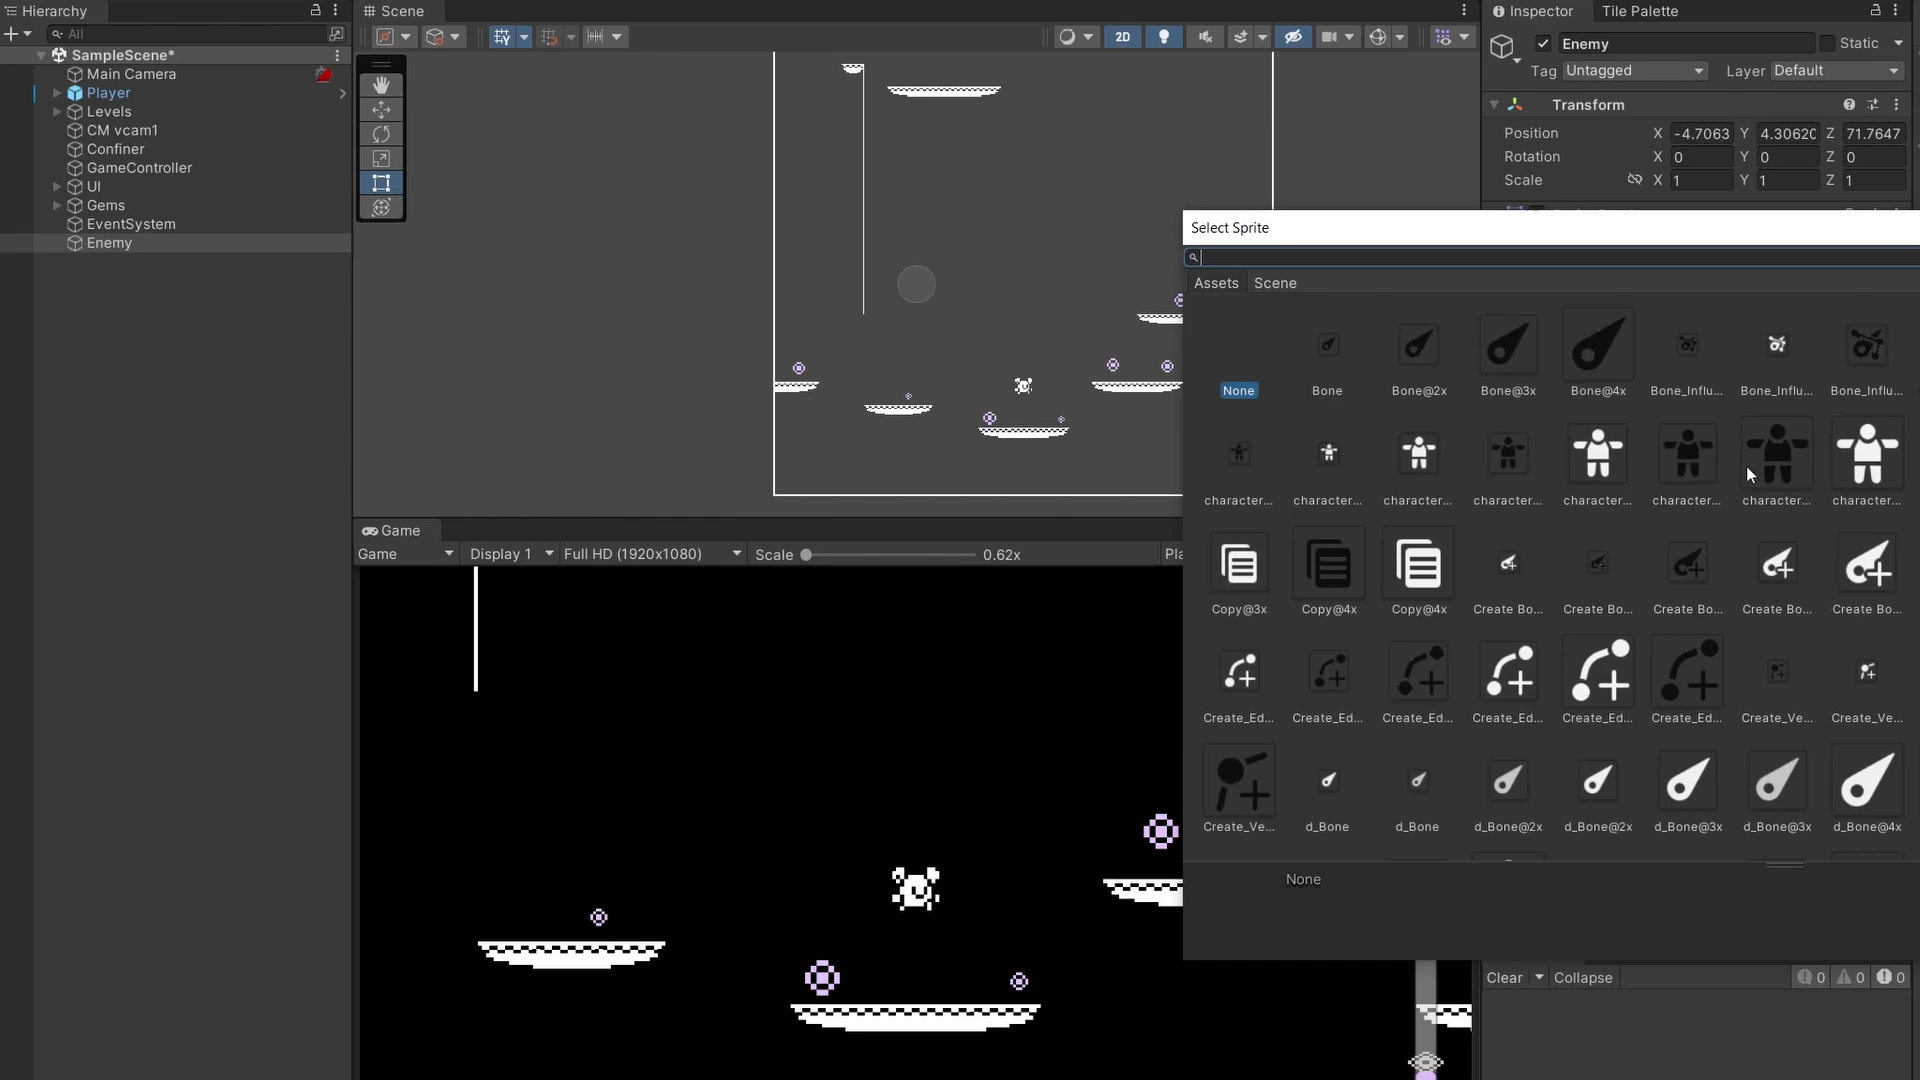 Hierarchy
All
SampleScene*
Main Camera
Player
Levels
CM vcam1
Confiner
GameController
UI
Gems
EventSystem
Enemy
Scene
2D
Game
Game
Display 1
Full HD (1920x1080)
Scale
0.62x
Pla
Inspector
Tile Palette
Enemy
Static
Tag
Untagged
Layer
Default
Transform
Position
X
-4.7063
Y
4.3062(
Z
71.7647
Rotation
X
0
Y
0
Z
0
Scale
X
1
Y
1
Z
1
Select Sprite
Assets
Scene
None
Bone
Bone@2x
Bone@3x
Bone@4x
Bone_Influ...
Bone_Influ...
Bone_Influ...
character...
character...
character...
character...
character...
character...
character...
character...
Copy@3x
Copy@4x
Copy@4x
Create Bo...
Create Bo...
Create Bo...
Create Bo...
Create Bo...
Create_Ed...
Create_Ed...
Create_Ed...
Create_Ed...
Create_Ed...
Create_Ed...
Create_Ve...
Create_Ve...
Create_Ve...
d_Bone
d_Bone
d_Bone@2x
d_Bone@2x
d_Bone@3x
d_Bone@3x
d_Bone@4x
None
Clear
Collapse
0
0
0